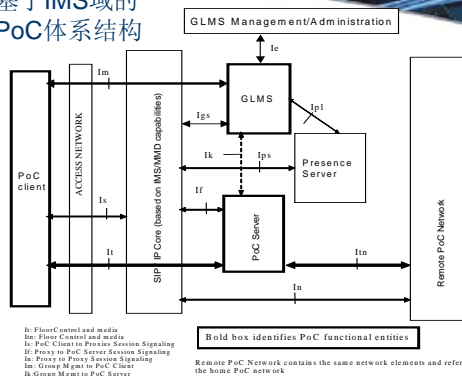 基于IMS域的
PoC体系结构
GLMS Management/Administration
Ie
Im
GLMS
Igs
Ipl
Ik
Ips
Presence
Server
PoC
client
ACCESS NETWORK
SIP / IP Core (based on IMS/MMD capabilities)
Is
If
PoC Server
It
Itn
In
Remote PoC Network
It: FloorControl and media
Itn: Floor Control and media
Is: PoC Client to Proxies Session Signaling
If: Proxy to PoC Server Session Signaling
In: Proxy to Proxy Session Signaling
Im: Group Mgmt to PoC Client
Ik:Group Mgmt to PoC Server
Bold box identifies PoC functional entities
Remote PoC Network contains the same network elements and refer
the home PoC network